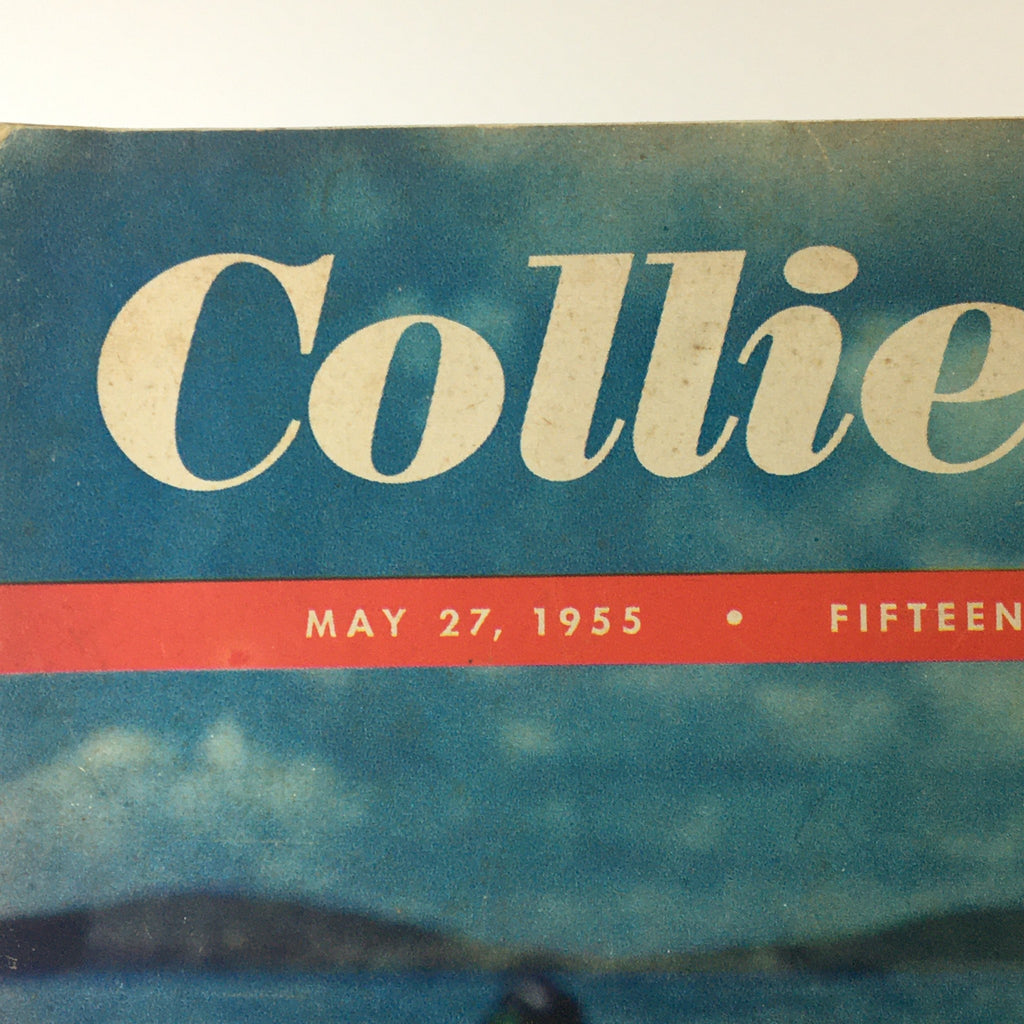 Collie
MAY 27, 1955 • FIFTEEN